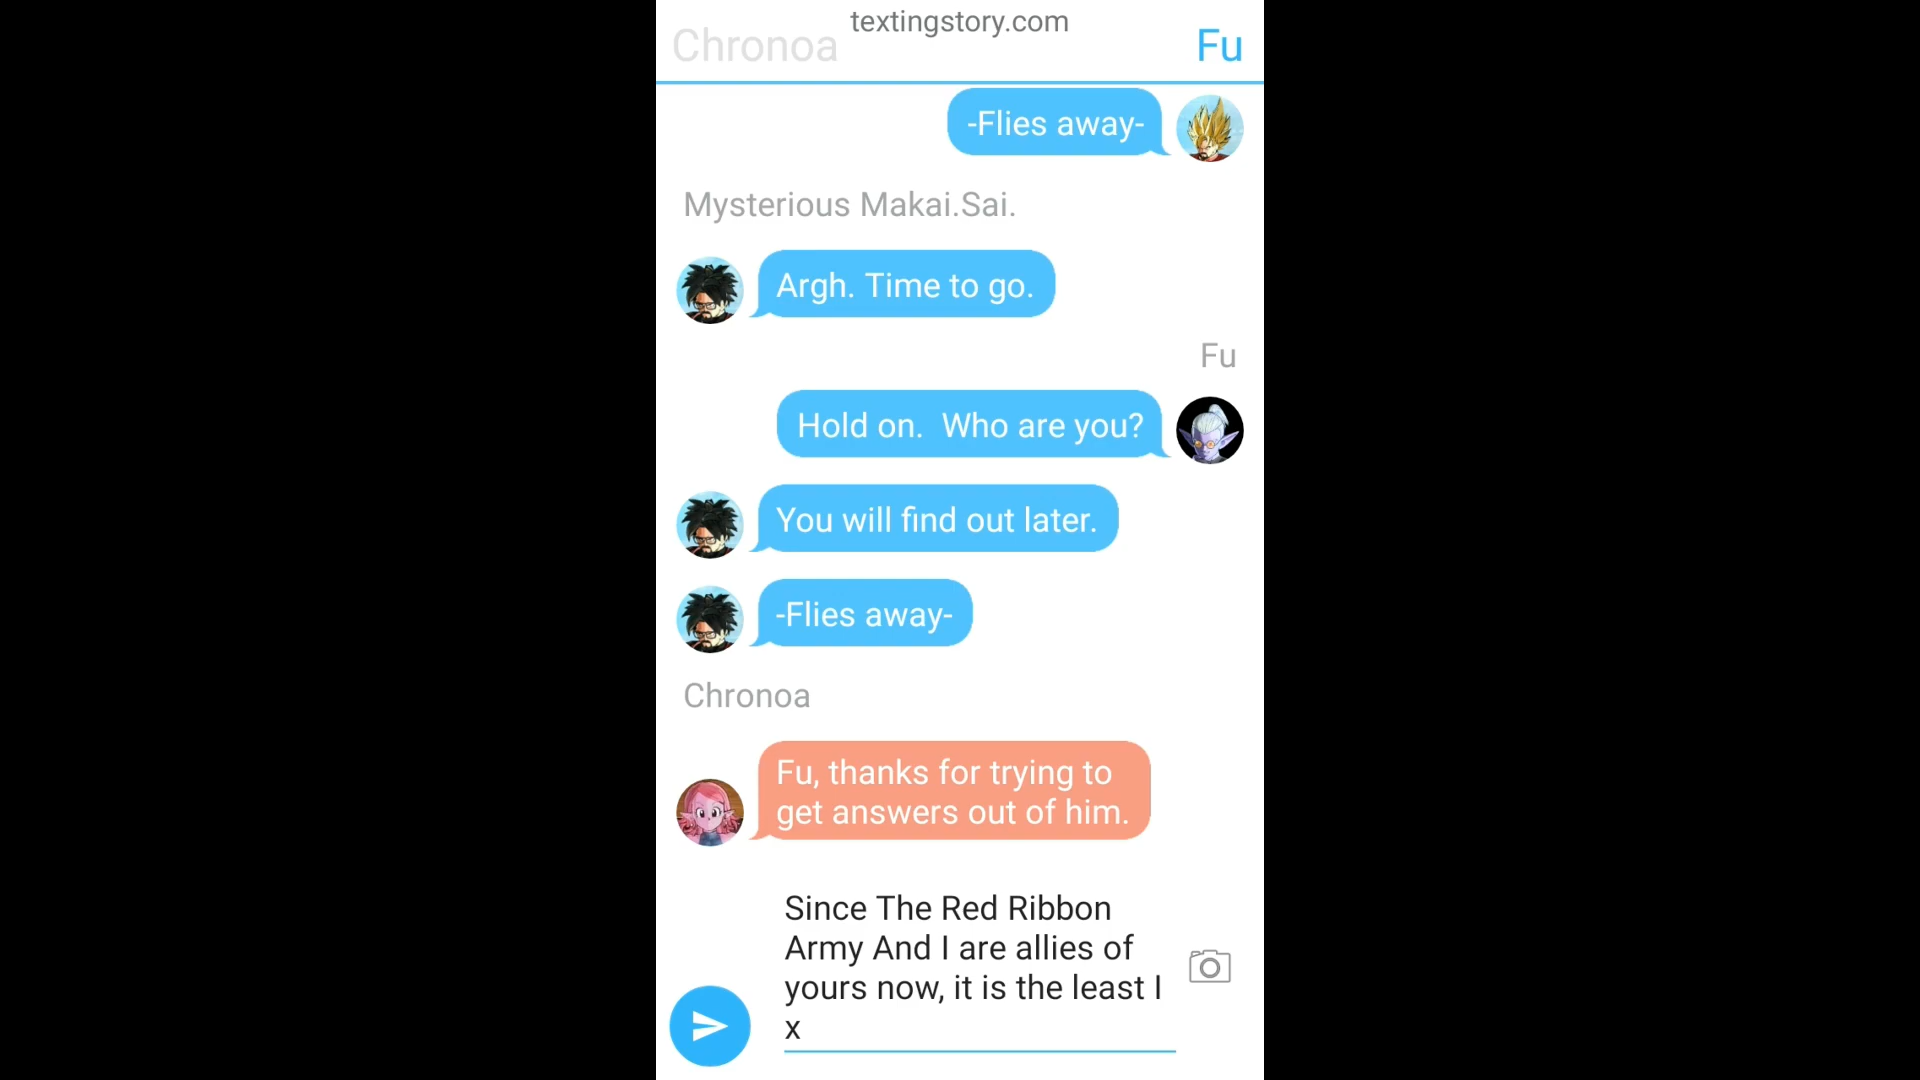 textingstory.com
Chronoa
Fu
-Flies away-
Mysterious Makai.Sai.
Argh. Time to go.
Fu
Hold on.  Who are you?
You will find out later.
-Flies away-
Chronoa
Fu, thanks for trying to
get answers out of him.
Since The Red Ribbon
Army And I are allies of
yours now, it is the least I
x